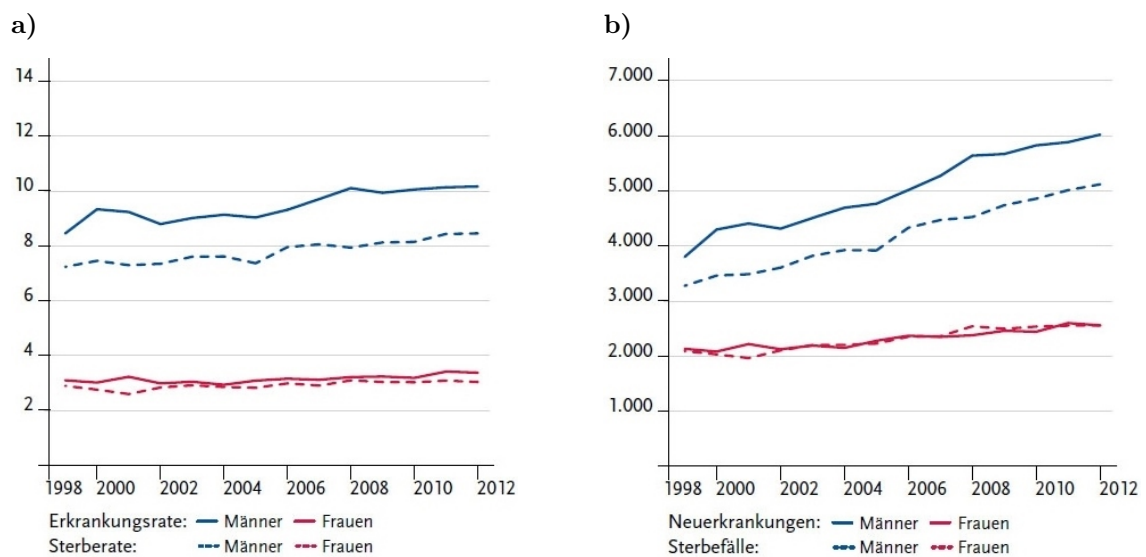 a)
14
12
10
8
6
4
2
1998 2000 2002 2004 2006 2008 2010 2012
Erkrankungsrate: Männer Frauen
Sterberate: Männer Frauen
b)
7.000
6.000
5.000
4.000
3.000
2.000
1.000
1998 2000 2002 2004 2006 2008 2010 2012
Neuerkrankungen: Männer Frauen
Sterbefälle: Männer Frauen